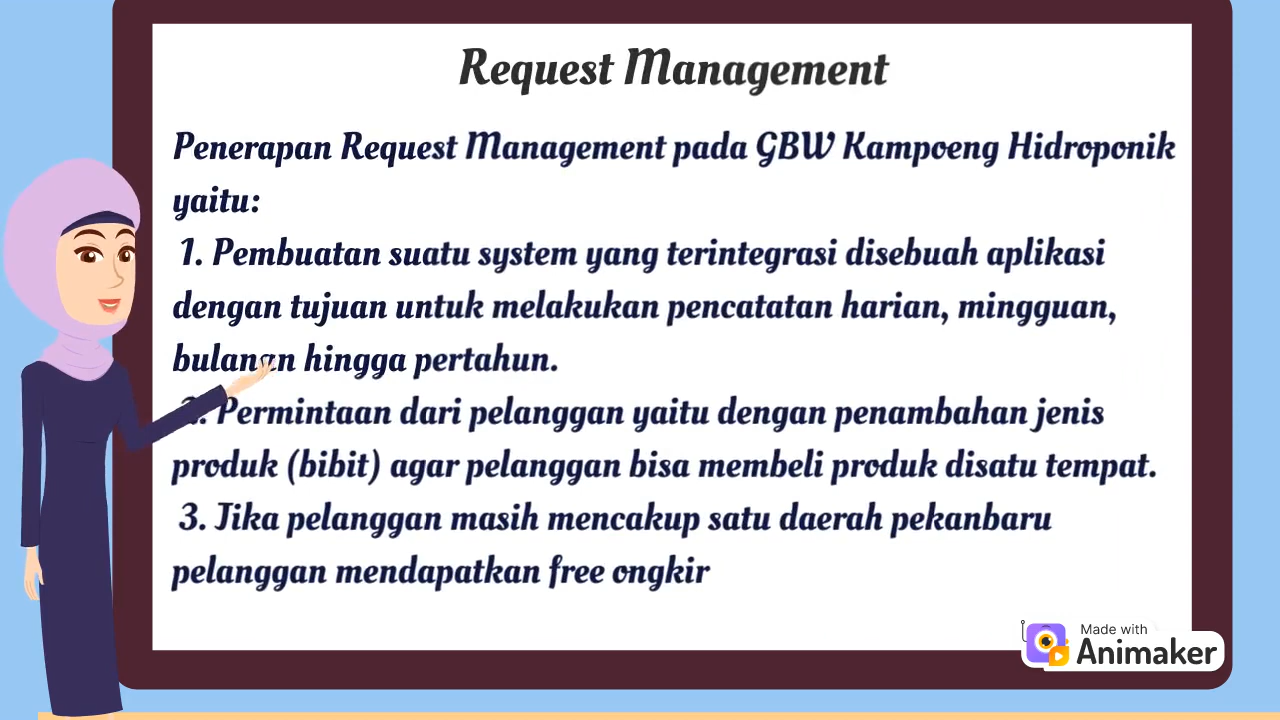 Request Management
Penerapan Request Management pada GBW Kampoeng Hidroponik
yaitu:
1. Pembuatan suatu system yang terintegrasi disebuah aplikasi
dengan tujuan untuk melakukan pencatatan harian, mingguan,
bulanan hingga pertahun.
2. Permintaan dari pelanggan yaitu dengan penambahan jenis
produk (bibit) agar pelanggan bisa membeli produk disatu tempat.
3. Jika pelanggan masih mencakup satu daerah pekanbaru
pelanggan mendapatkan free ongkir
Made with
Animaker